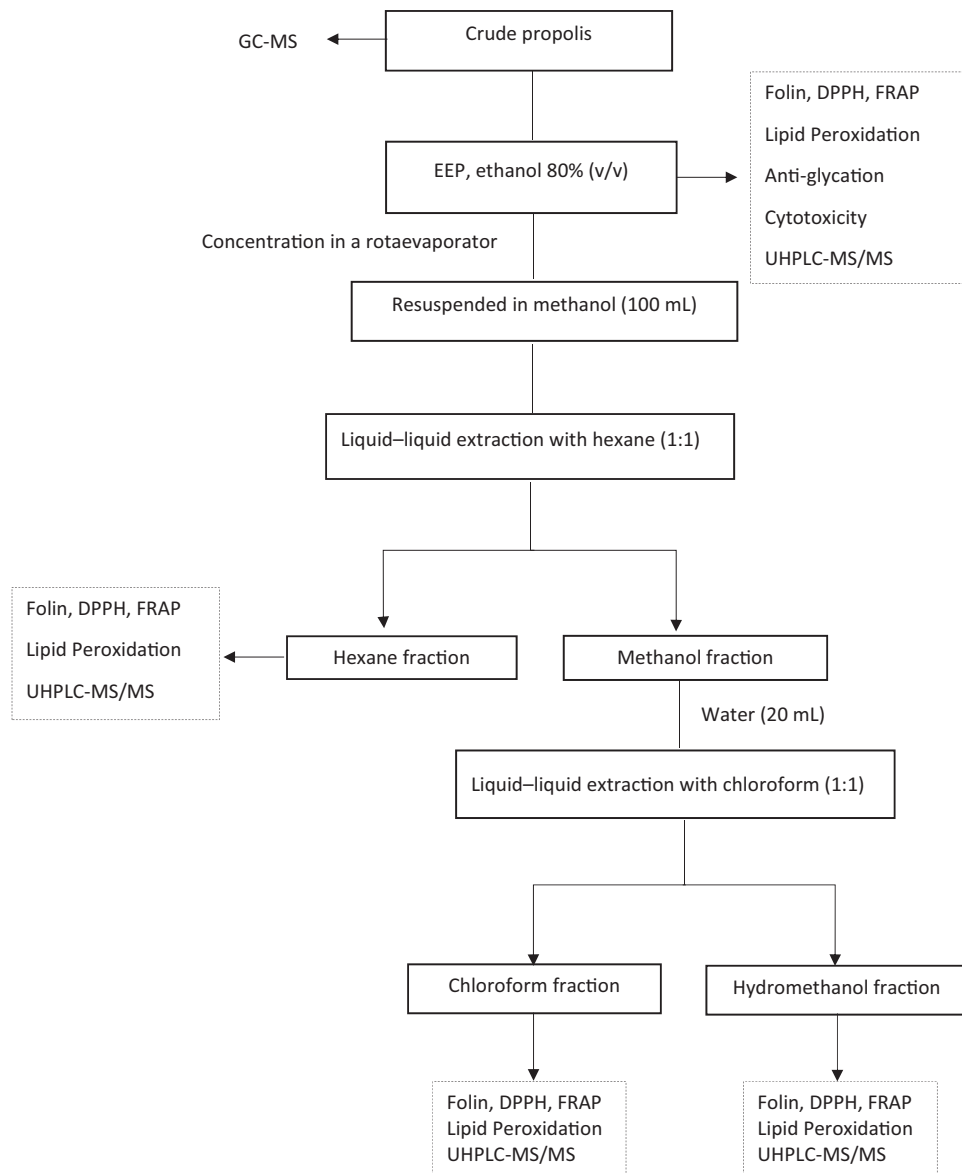 GC-MS
Crude propolis
Folin, DPPH, FRAP
Lipid Peroxidation
Anti-glycation
Cytotoxicity
UHPLC-MS/MS
EEP, ethanol 80% (v/v)
Concentration in a rotaevaporator
Resuspended in methanol (100 mL)
Liquid–liquid extraction with hexane (1:1)
Folin, DPPH, FRAP
Lipid Peroxidation
UHPLC-MS/MS
Hexane fraction
Methanol fraction
Water (20 mL)
Liquid–liquid extraction with chloroform (1:1)
Chloroform fraction
Hydromethanol fraction
Folin, DPPH, FRAP
Lipid Peroxidation
UHPLC-MS/MS
Folin, DPPH, FRAP
Lipid Peroxidation
UHPLC-MS/MS